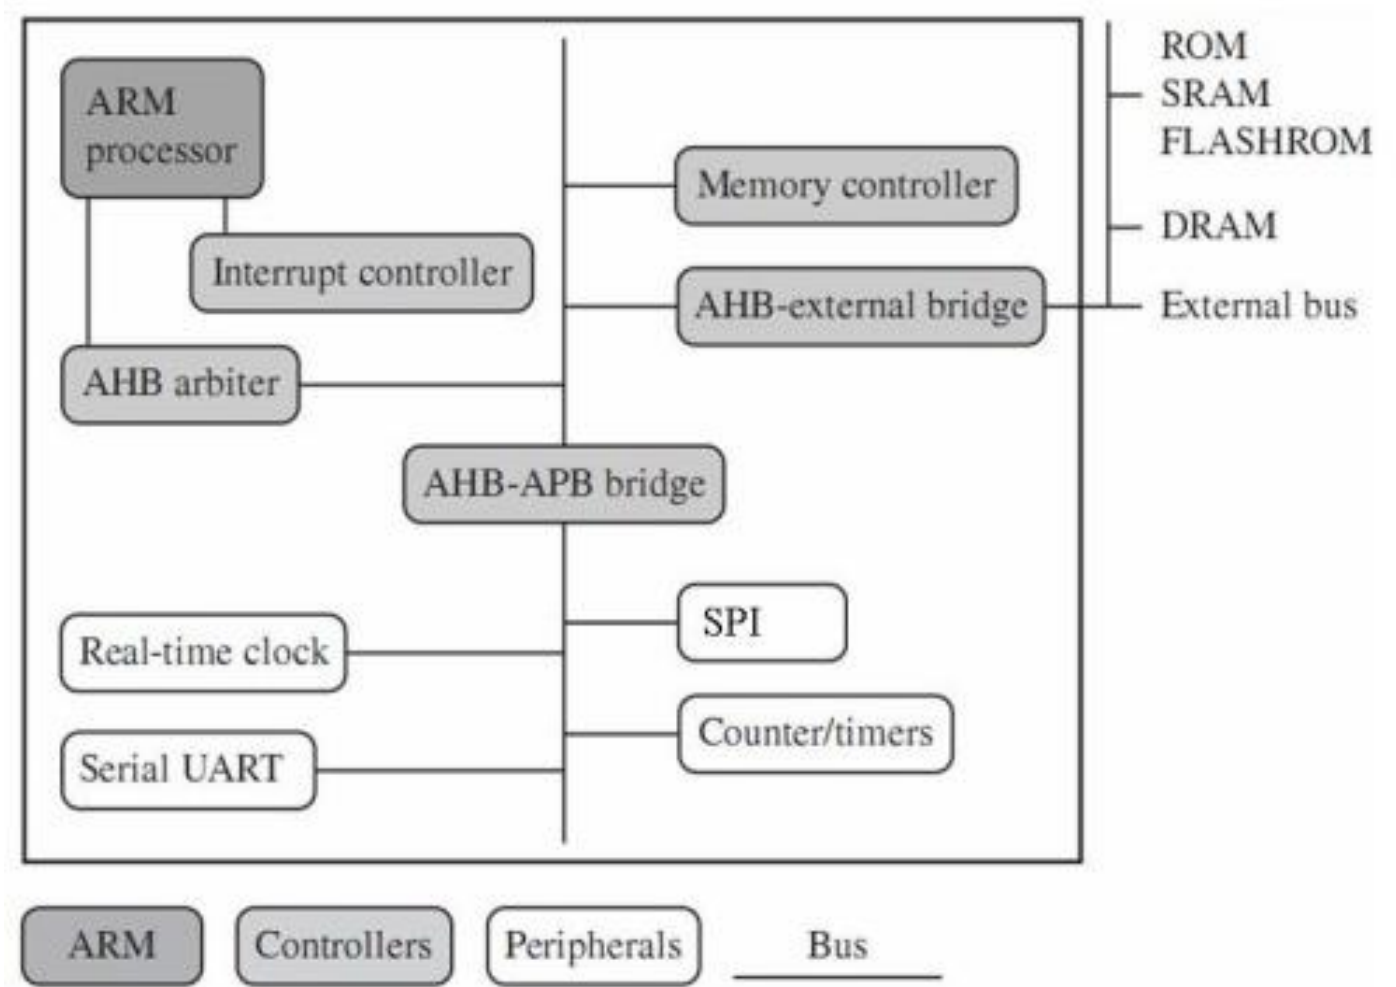 ARM
processor
Interrupt controller
AHB arbiter
Memory controller
AHB-external bridge
ROM
SRAM
FLASHROM
DRAM
External bus
AHB-APB bridge
Real-time clock
Serial UART
SPI
Counter/timers
ARM
Controllers
Peripherals
Bus